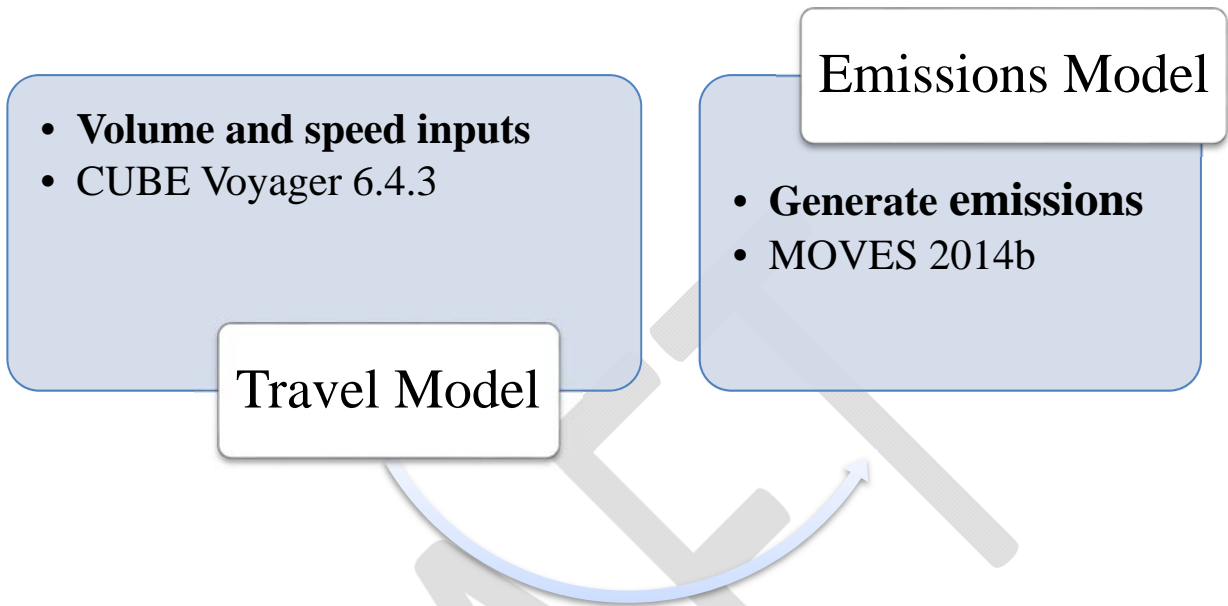 • Volume and speed inputs
• CUBE Voyager 6.4.3
Travel Model
Emissions Model
• Generate emissions
• MOVES 2014b